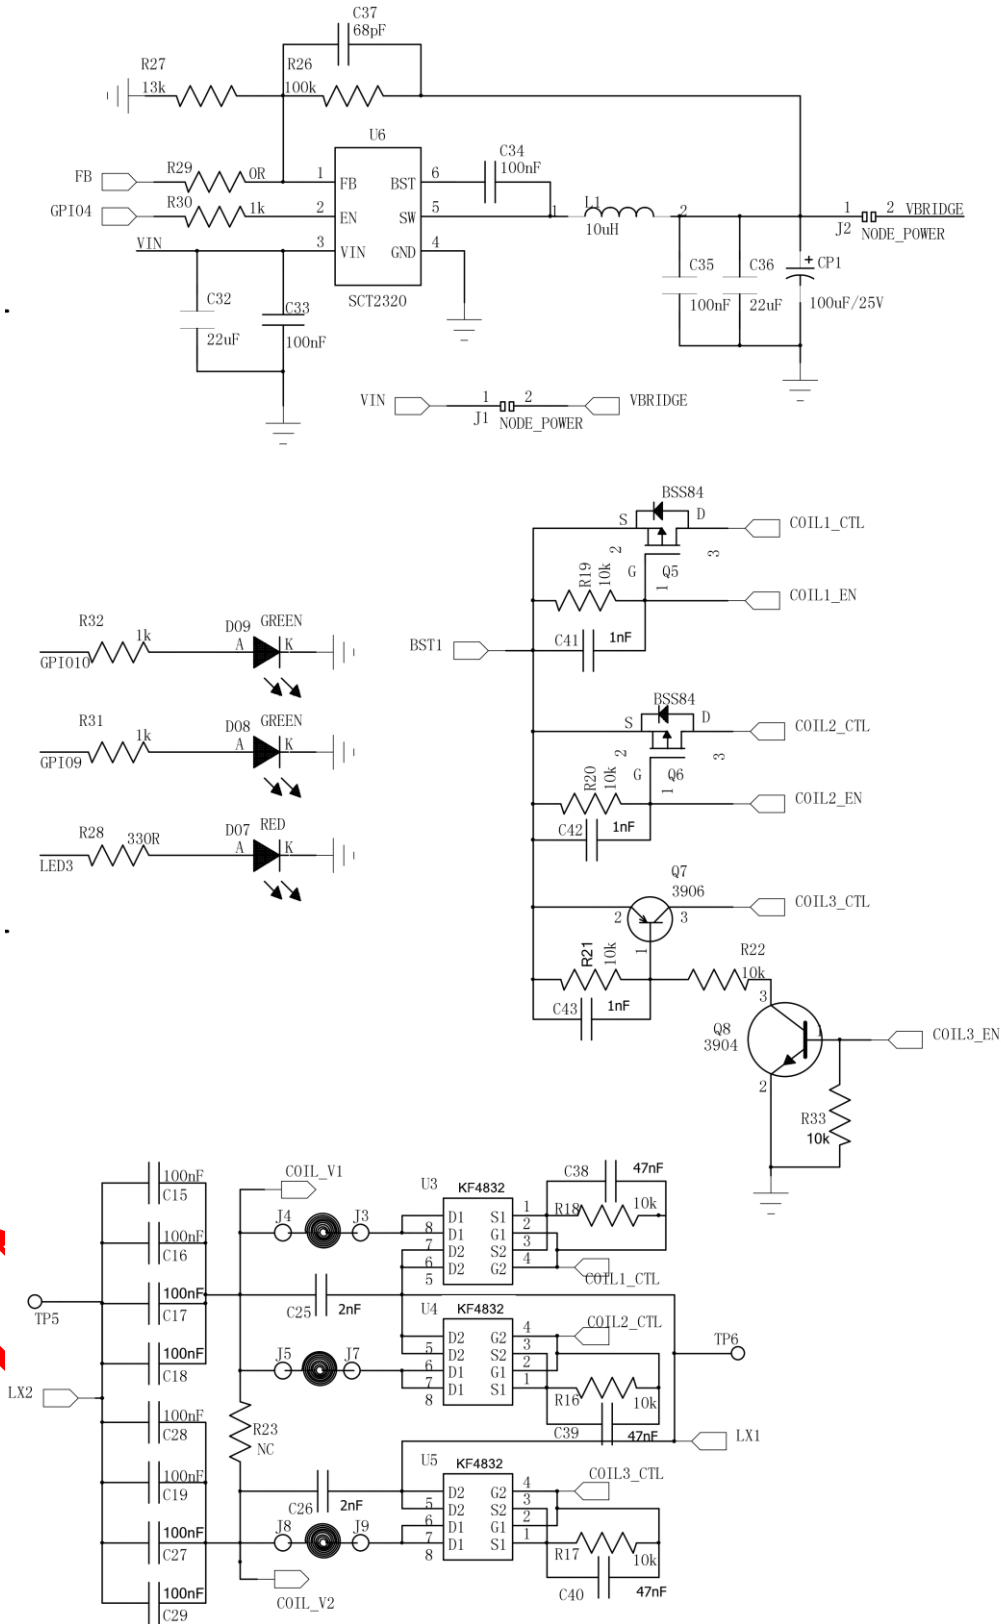 C37
68pF
R27
R26
13k
100k
U6
C34
100nF
R29
0R
FB
1
FB
BST
6
R30
1k
GPIO4
2
EN
SW
5
1
L1
2
10uH
1
2
VBRIDGE
J2
NODE_POWER
VIN
3
VIN
GND
4
C35
C36
+
CP1
C32
C33
SCT2320
100nF
22uF
100uF/25V
22uF
100nF
VIN
1
2
VBRIDGE
J1
NODE_POWER
BSS84
S
D
COIL1_CTL
2
3
R19
10k
G
Q5
1
COIL1_EN
R32
1k
GREEN
D09
A
K
GPIO10
C41
1nF
BST1
BSS84
S
D
COIL2_CTL
R31
1k
GREEN
D08
A
K
GPIO9
2
3
R20
10k
G
Q6
1
COIL2_EN
C42
1nF
R28
330R
RED
D07
A
K
LED3
Q7
3906
2
3
COIL3_CTL
1
R21
10k
R22
10k
3
C43
1nF
Q8
3904
1
COIL3_EN
2
R33
10k
100nF
C15
COIL_V1
U3
KF4832
C38
47nF
J4
J3
D1
S1
1
R18
10k
8
D1
G1
2
7
D2
S2
3
6
D2
G2
4
5
COIL1_CTL
100nF
C16
100nF
C17
TP5
C25
2nF
U4
KF4832
COIL2_CTL
TP6
D2
G2
4
5
D2
S2
3
6
D1
G1
2
7
D1
S1
1
8
100nF
C18
J5
J7
R16
10k
C39
47nF
LX2
100nF
C28
R23
NC
LX1
U5
KF4832
COIL3_CTL
100nF
C19
C26
2nF
D2
G2
4
5
D2
S2
3
6
D1
G1
2
7
D1
S1
1
8
100nF
C27
J8
J9
R17
10k
C40
47nF
100nF
C29
COIL_V2